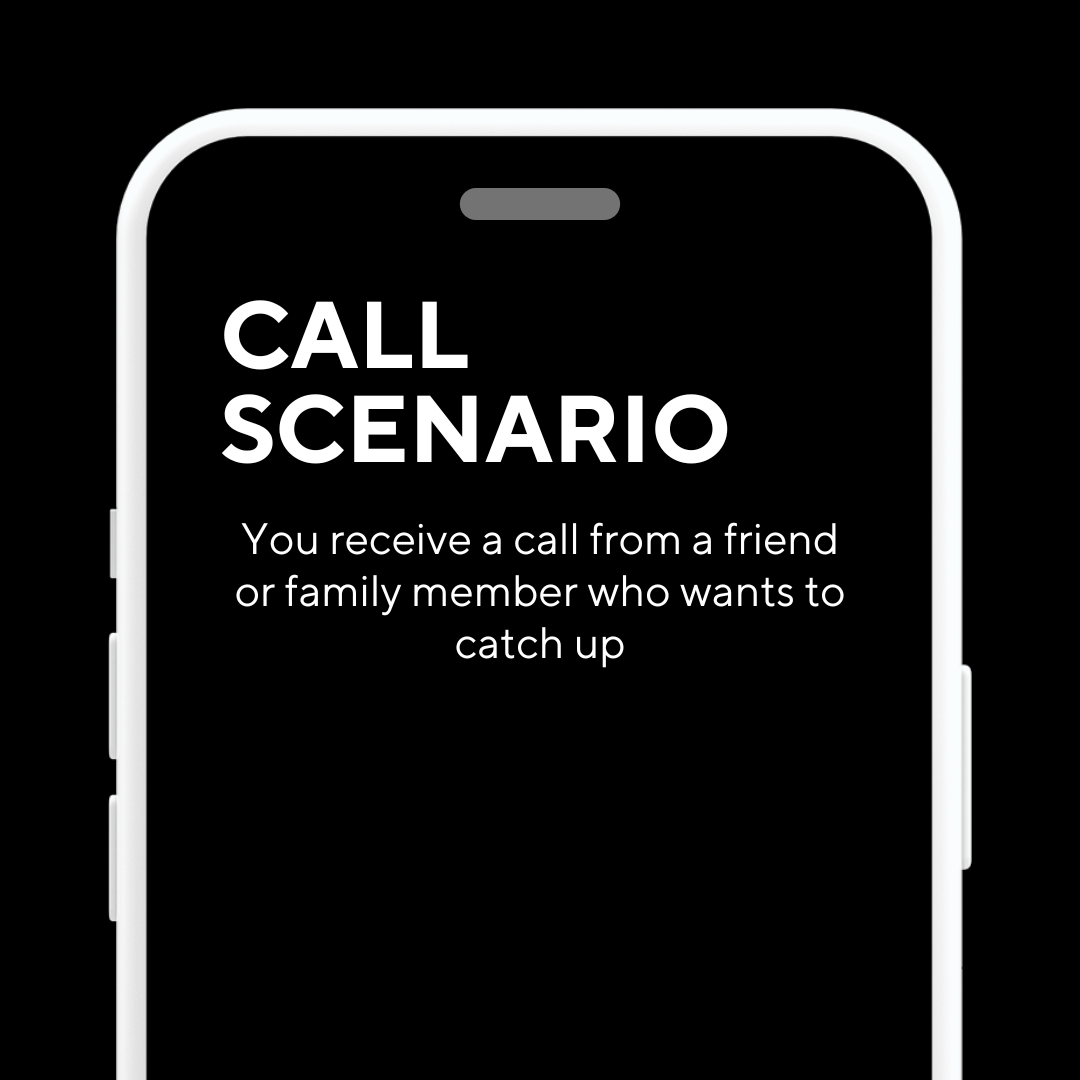 CALL
SCENARIO
You receive a call from a friend
or family member who wants to
catch up